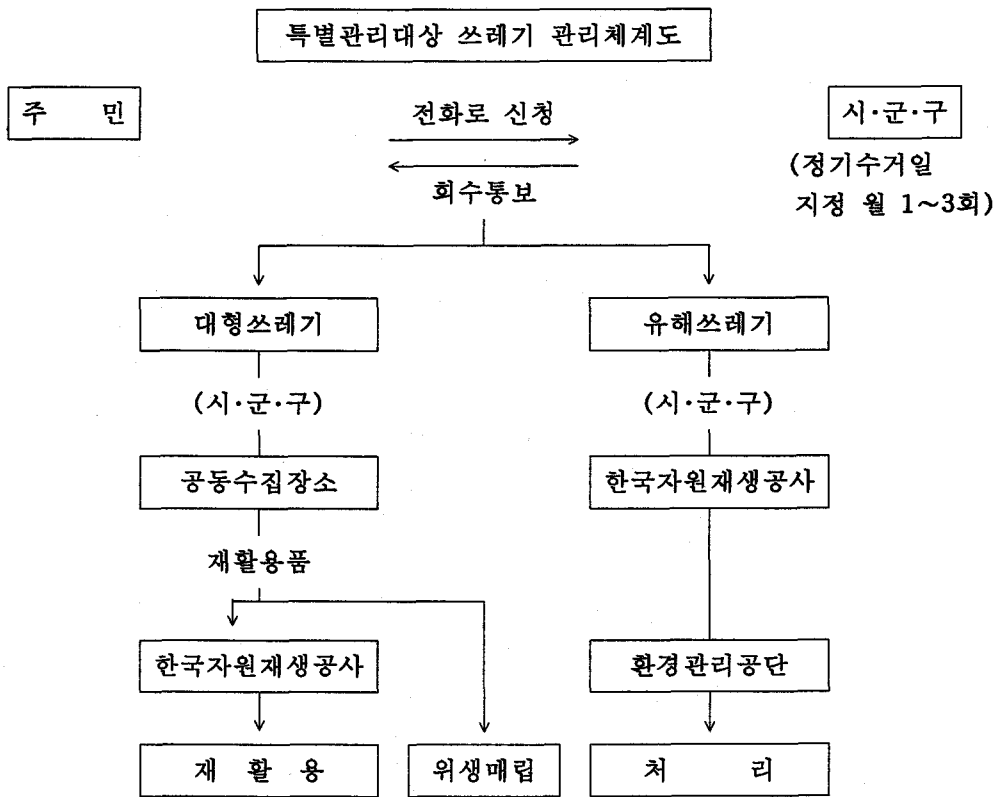 특별관리대상 쓰레기 관리체계도
주 민
전화로 신청
시·군·구
(정기수거일
지정 월 1~3회)
회수통보
대형쓰레기
유해쓰레기
(시·군·구)
(시·군·구)
공동수집장소
한국자원재생공사
재활용품
한국자원재생공사
환경관리공단
재 활 용
위생매립
처 리